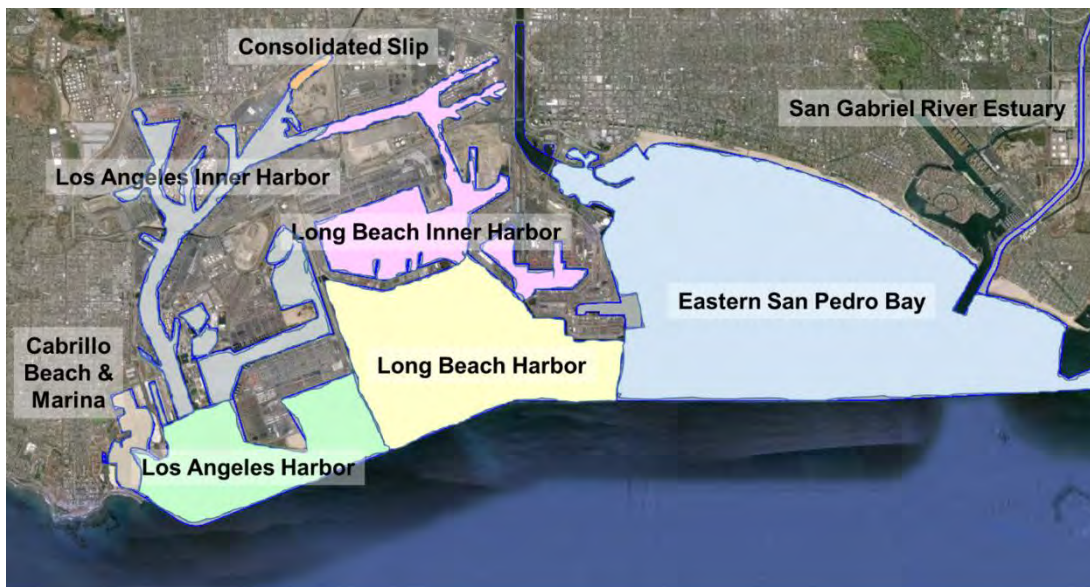 Consolidated Slip
San Gabriel River Estuary
Los Angeles Inner Harbor
Long Beach Inner Harbor
Eastern San Pedro Bay
Cabrillo
Beach &
Marina
Long Beach Harbor
Los Angeles Harbor